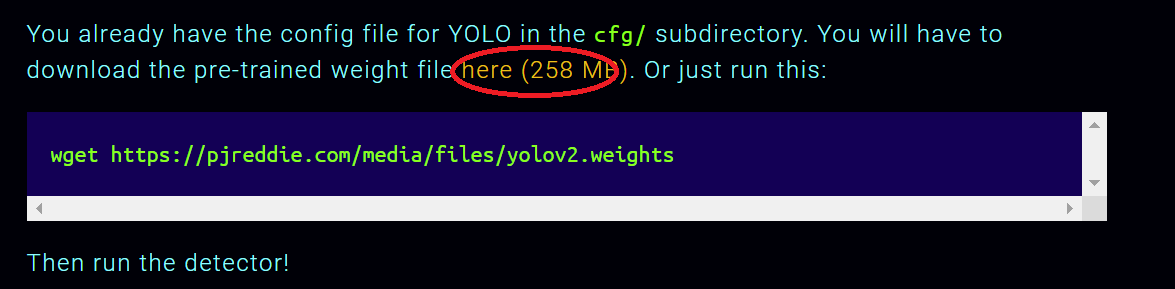 You already have the config file for YOLO in the cfg/ subdirectory. You will have to
download the pre-trained weight file here (258 MB). Or just run this:
wget https://pjreddie.com/media/files/yolov2.weights
Then run the detector!